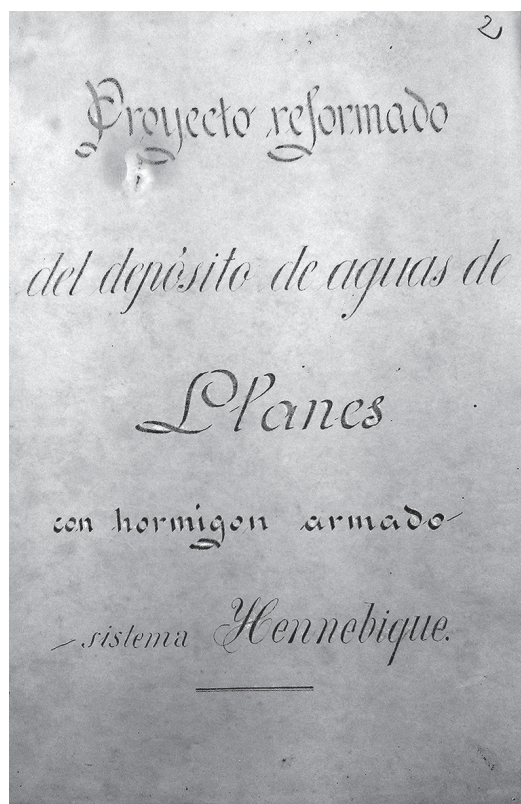 2
Proyecto reformado
del depósito de aguas de
Llanes
con hormigon armado
sistema Hennebique.